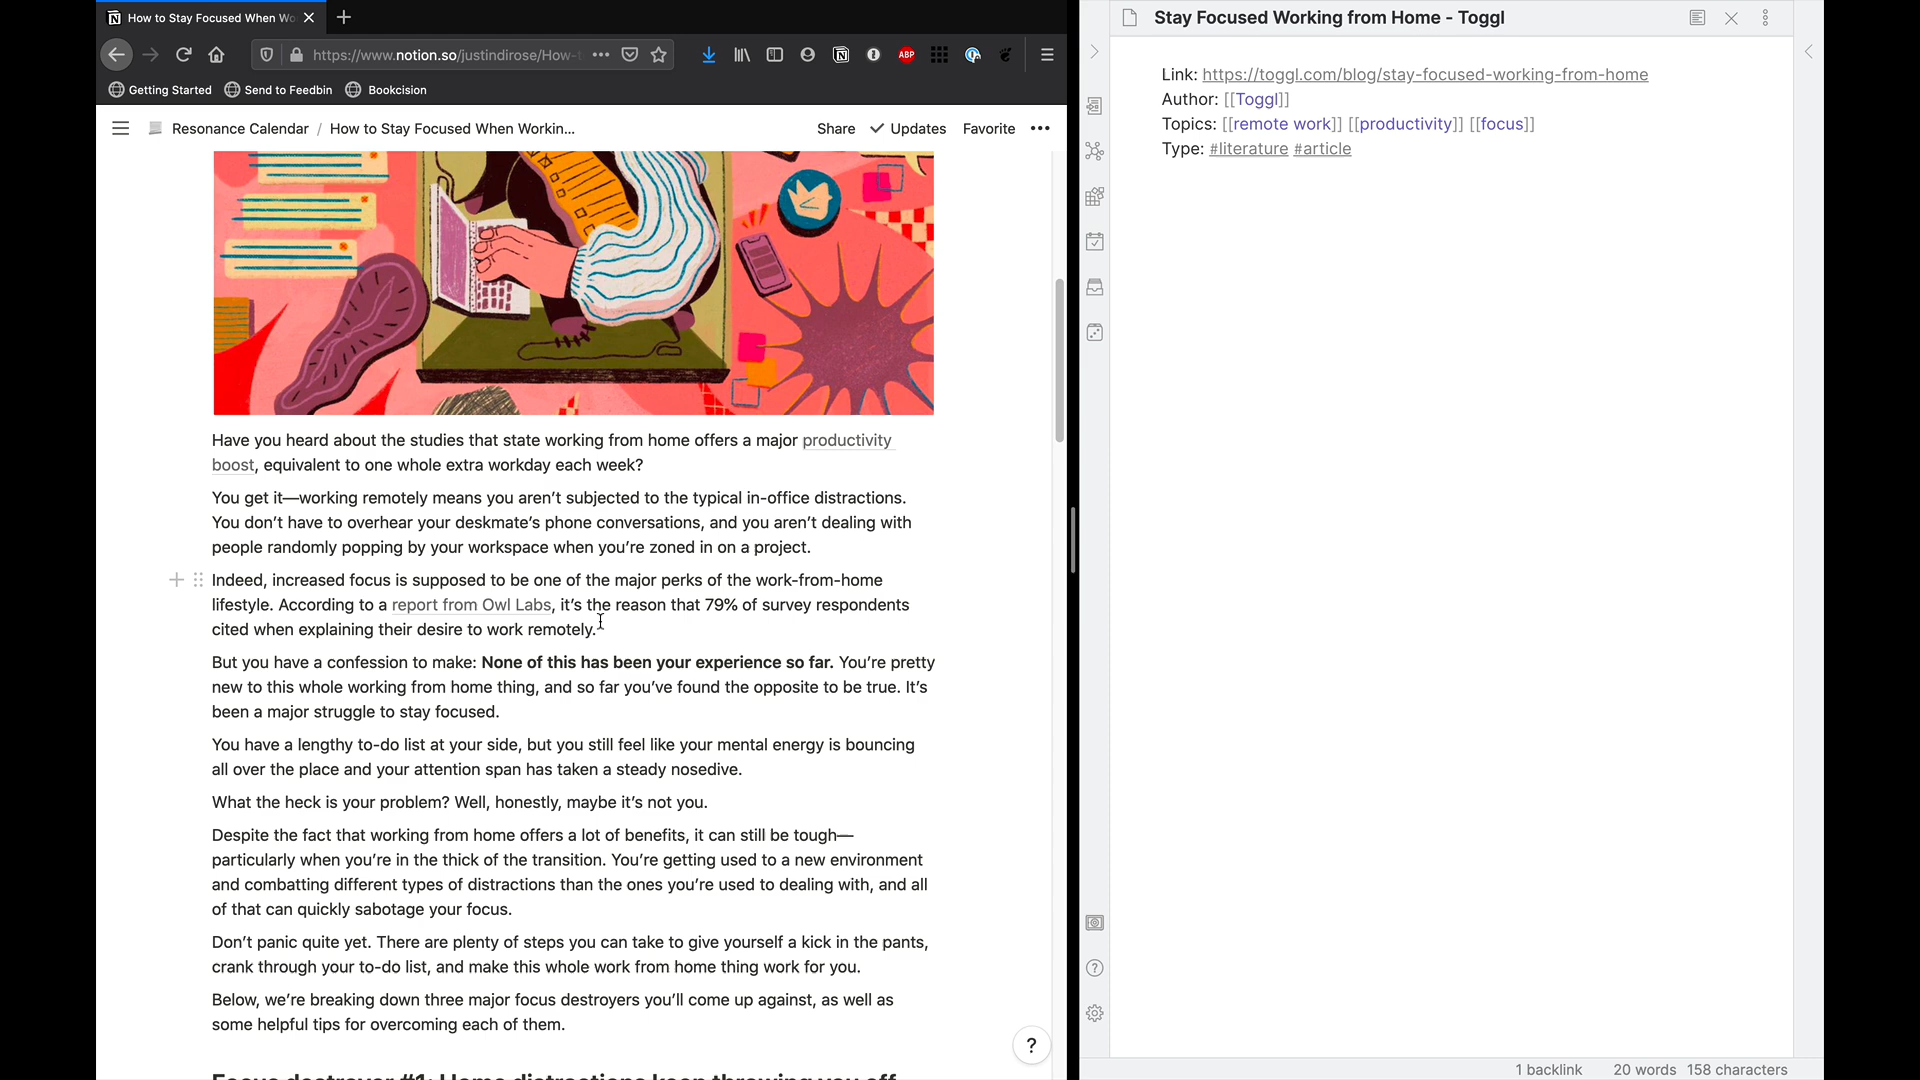 How to Stay Focused When Wo
https://www.notion.so/justindirose/How-
ABP
Getting Started
Send to Feedbin
Bookcision
Resonance Calendar / How to Stay Focused When Workin...
Share
Updates
Favorite
Have you heard about the studies that state working from home offers a major productivity
boost, equivalent to one whole extra workday each week?
You get it—working remotely means you aren't subjected to the typical in-office distractions.
You don't have to overhear your deskmate's phone conversations, and you aren't dealing with
people randomly popping by your workspace when you're zoned in on a project.
Indeed, increased focus is supposed to be one of the major perks of the work-from-home
lifestyle. According to a report from Owl Labs, it's the reason that 79% of survey respondents
cited when explaining their desire to work remotely.
But you have a confession to make: None of this has been your experience so far. You're pretty
new to this whole working from home thing, and so far you've found the opposite to be true. It's
been a major struggle to stay focused.
You have a lengthy to-do list at your side, but you still feel like your mental energy is bouncing
all over the place and your attention span has taken a steady nosedive.
What the heck is your problem? Well, honestly, maybe it's not you.
Despite the fact that working from home offers a lot of benefits, it can still be tough—
particularly when you're in the thick of the transition. You're getting used to a new environment
and combatting different types of distractions than the ones you're used to dealing with, and all
of that can quickly sabotage your focus.
Don't panic quite yet. There are plenty of steps you can take to give yourself a kick in the pants,
crank through your to-do list, and make this whole work from home thing work for you.
Below, we're breaking down three major focus destroyers you'll come up against, as well as
some helpful tips for overcoming each of them.
Focus destroyer #1: Home distractions keep throwing you off
?
Stay Focused Working from Home - Toggl
Link: https://toggl.com/blog/stay-focused-working-from-home
Author: [[Toggl]]
Topics: [[remote work]] [[productivity]] [[focus]]
Type: #literature #article
1 backlink
20 words
158 characters